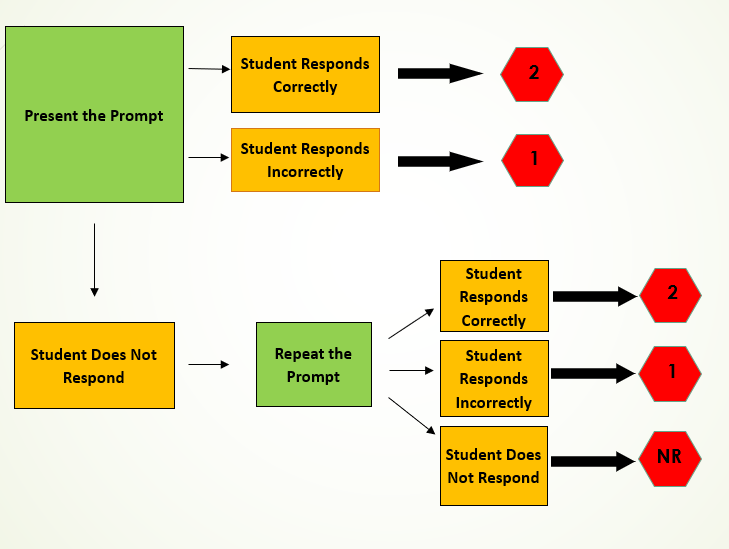 Present the Prompt
Student Responds
Correctly
2
Student Responds
Incorrectly
1
Student Does Not
Respond
Repeat the
Prompt
Student
Responds
Correctly
2
Student
Responds
Incorrectly
1
Student Does
Not Respond
NR